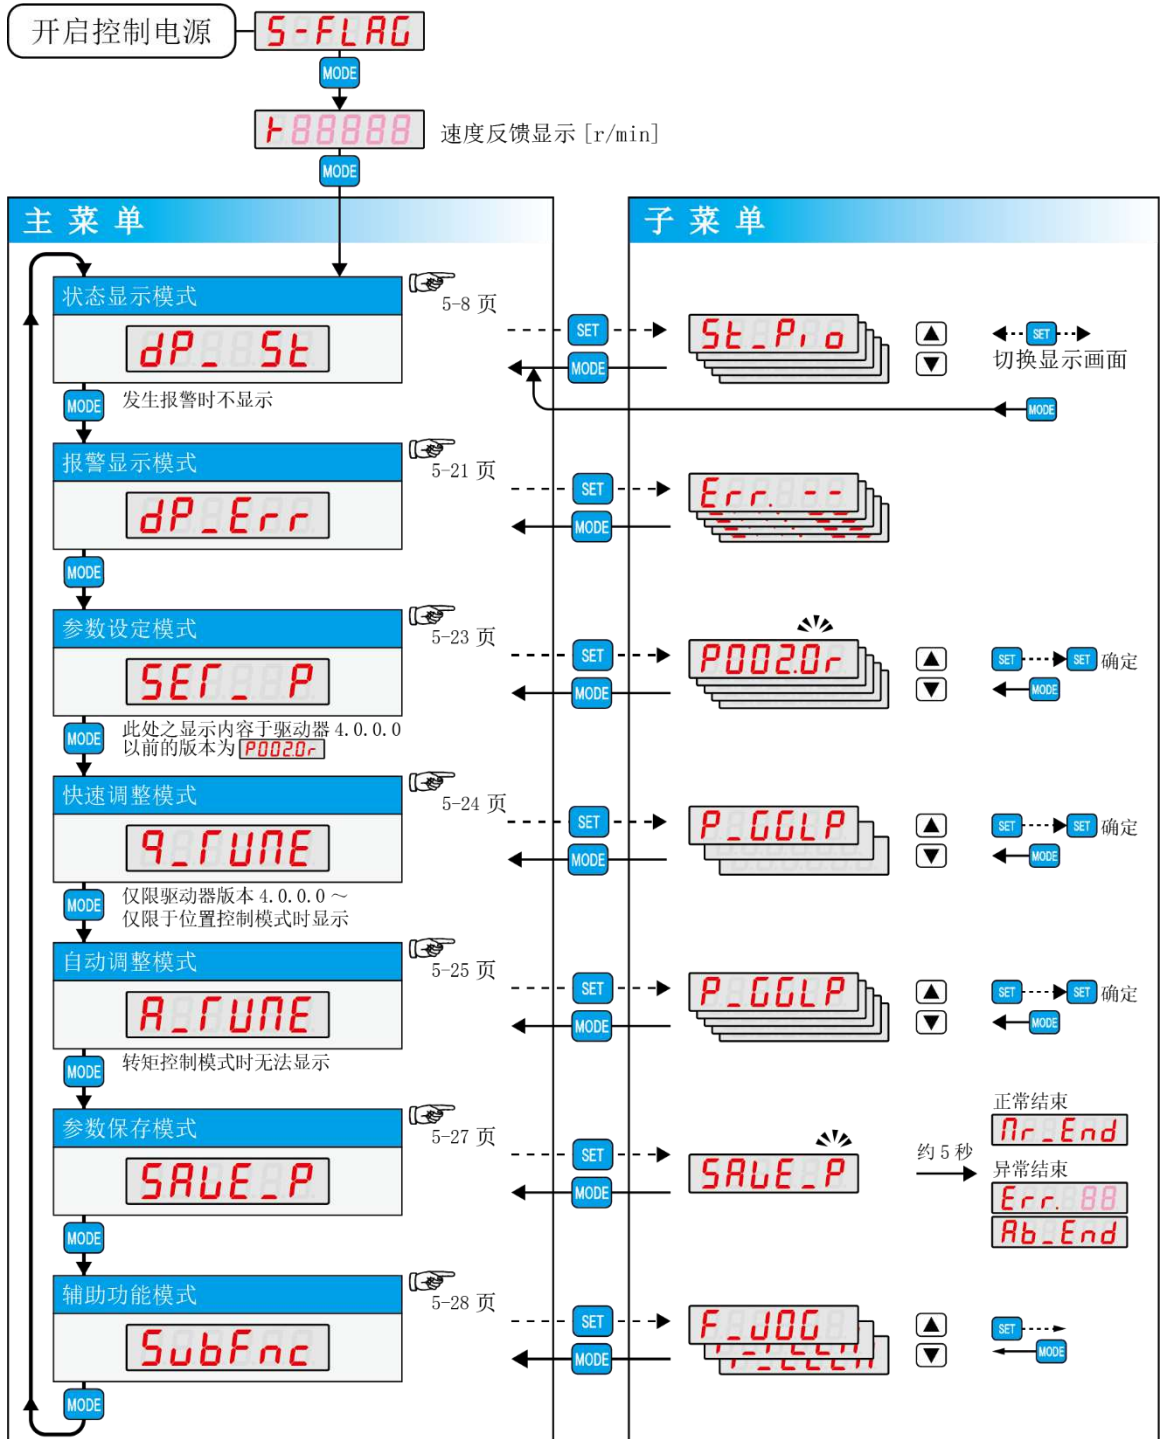 开启控制电源
S-FLAG
MODE
r 88888
速度反馈显示 [r/min]
MODE
主 菜 单
子 菜 单
状态显示模式
5-8 页
dP_ St
SET
St_Pio
▲
SET
MODE
▼
切换显示画面
MODE
发生报警时不显示
MODE
报警显示模式
5-21 页
dP_Err
SET
Err. --
MODE
MODE
参数设定模式
5-23 页
SET_ P
SET
P002.0r
▲
SET
SET
确定
MODE
▼
MODE
MODE
此处之显示内容于驱动器 4.0.0.0
以前的版本为 P002.0r
快速调整模式
5-24 页
q_TUNE
SET
P_GGLP
▲
SET
SET
确定
MODE
▼
MODE
MODE
仅限驱动器版本 4.0.0.0 ～
仅限于位置控制模式时显示
自动调整模式
5-25 页
A_TUNE
SET
P_GGLP
▲
SET
SET
确定
MODE
▼
MODE
MODE
转矩控制模式时无法显示
参数保存模式
5-27 页
SAvE_P
SET
SAvE_P
约 5 秒
正常结束
nr_End
异常结束
Err. 88
Ab_End
MODE
MODE
辅助功能模式
5-28 页
SubFnc
SET
F_JOG
▲
SET
MODE
▼
MODE
MODE